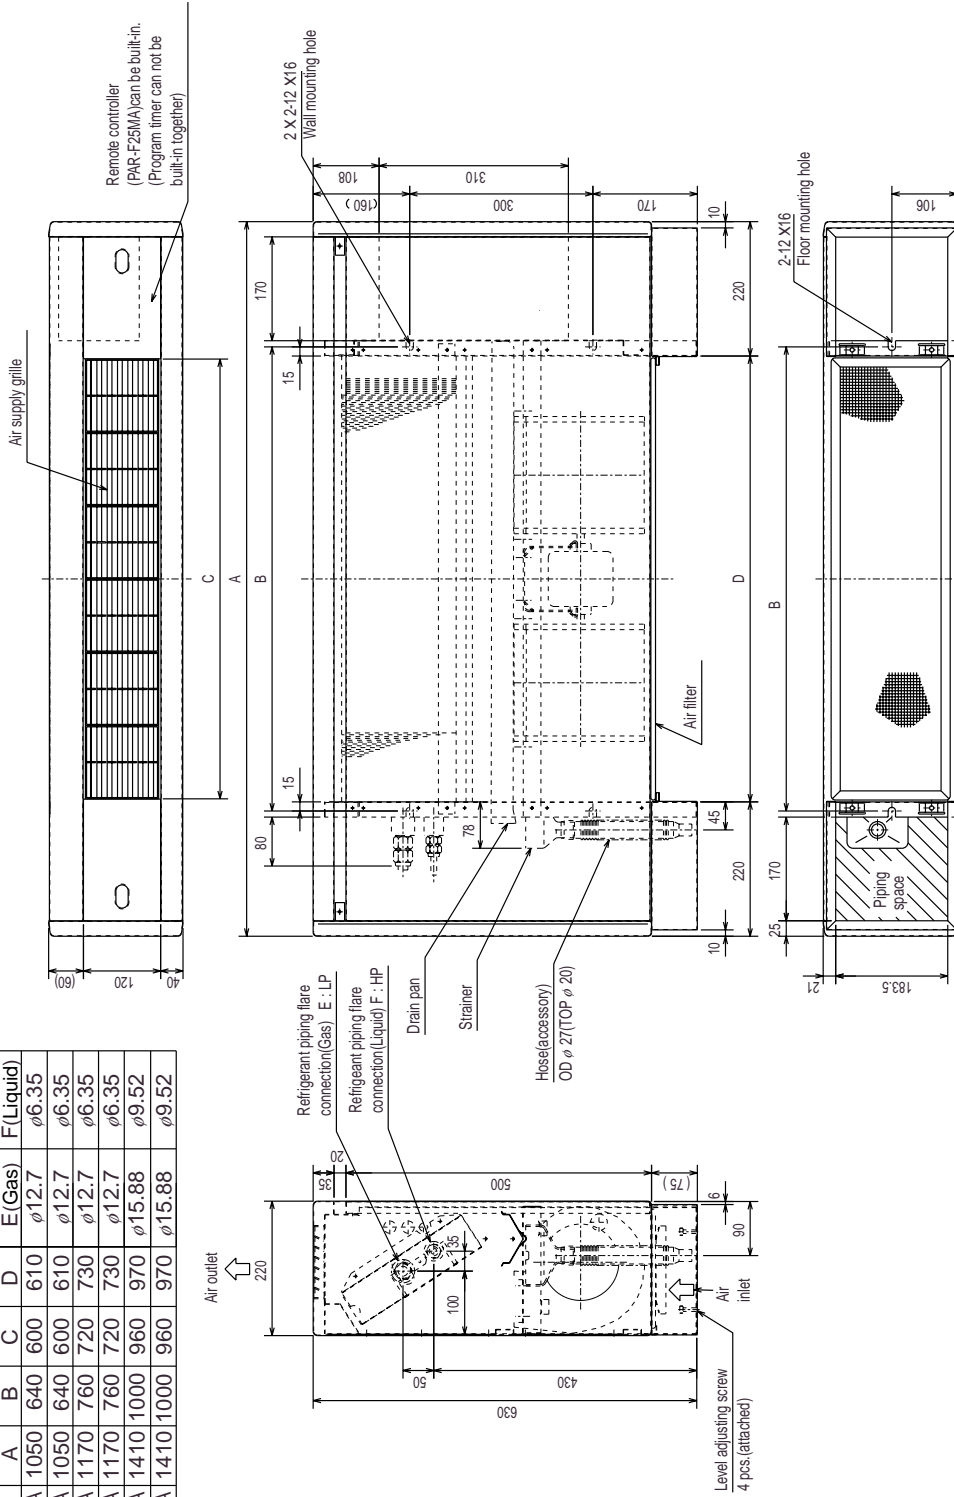 A B C D E(Gas) F(Liquid)
A 1050 640 600 610 ø12.7 ø6.35
A 1050 640 600 610 ø12.7 ø6.35
A 1170 760 720 730 ø12.7 ø6.35
A 1170 760 720 730 ø12.7 ø6.35
A 1410 1000 960 970 ø15.88 ø9.52
A 1410 1000 960 970 ø15.88 ø9.52
Air supply grille
Remote controller
(PAR-F25MA)can be built-in.
(Program timer can not be
built-in together)
(60)
120
40
C
A
B
2 X 2-12 X16
Wall mounting hole
108
310
(160)
300
170
10
170
15
220
15
80
78
45
220
10
D
Air filter
Refrigerant piping flare
connection(Gas) E : LP
Refrigeant piping flare
connection(Liquid) F : HP
Drain pan
Strainer
Hose(accessory)
OD ø 27(TOP ø 20)
Air outlet
220
35
20
500
(75)
6
90
35
100
50
430
630
Air
inlet
Level adjusting screw
4 pcs.(attached)
2-12 X16
Floor mounting hole
106
B
170
25
21
183.5
Piping
space